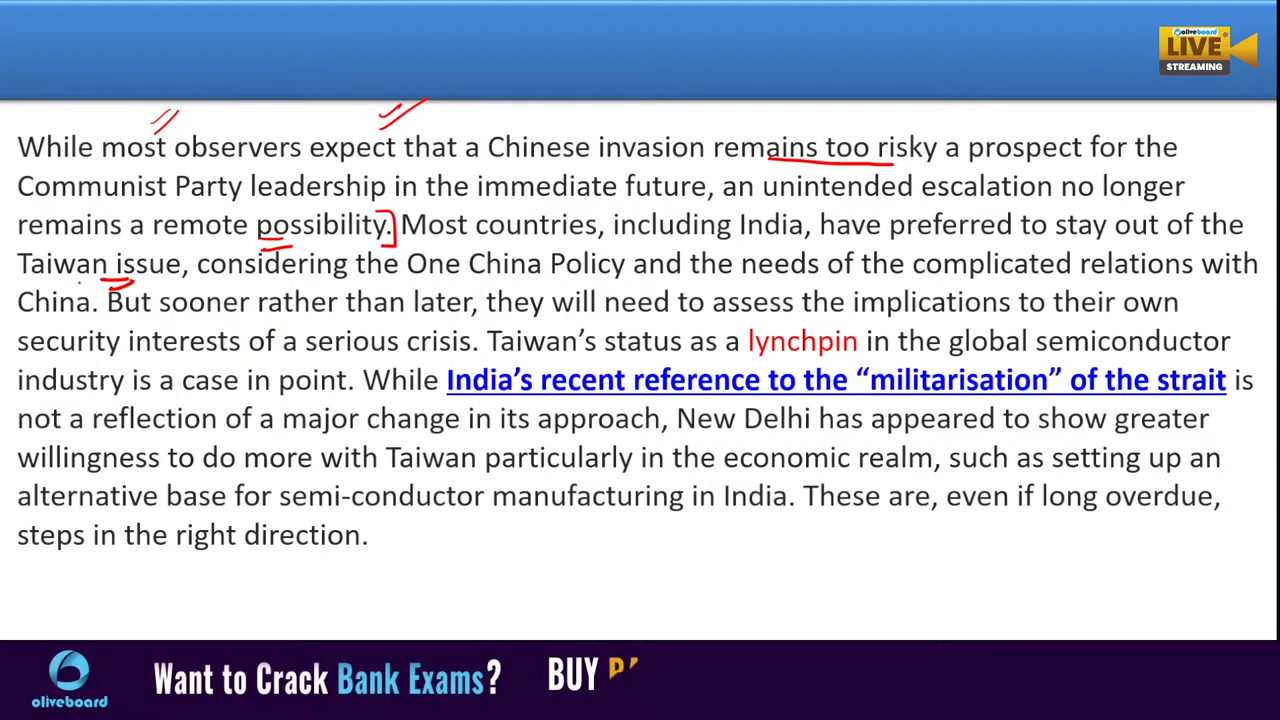 oliveboard
LIVE
STREAMING
While most observers expect that a Chinese invasion remains too risky a prospect for the
Communist Party leadership in the immediate future, an unintended escalation no longer
remains a remote possibility. Most countries, including India, have preferred to stay out of the
Taiwan issue, considering the One China Policy and the needs of the complicated relations with
China. But sooner rather than later, they will need to assess the implications to their own
security interests of a serious crisis. Taiwan’s status as a lynchpin in the global semiconductor
industry is a case in point. While India’s recent reference to the “militarisation” of the strait is
not a reflection of a major change in its approach, New Delhi has appeared to show greater
willingness to do more with Taiwan particularly in the economic realm, such as setting up an
alternative base for semi-conductor manufacturing in India. These are, even if long overdue,
steps in the right direction.
oliveboard
Want to Crack Bank Exams? BUY